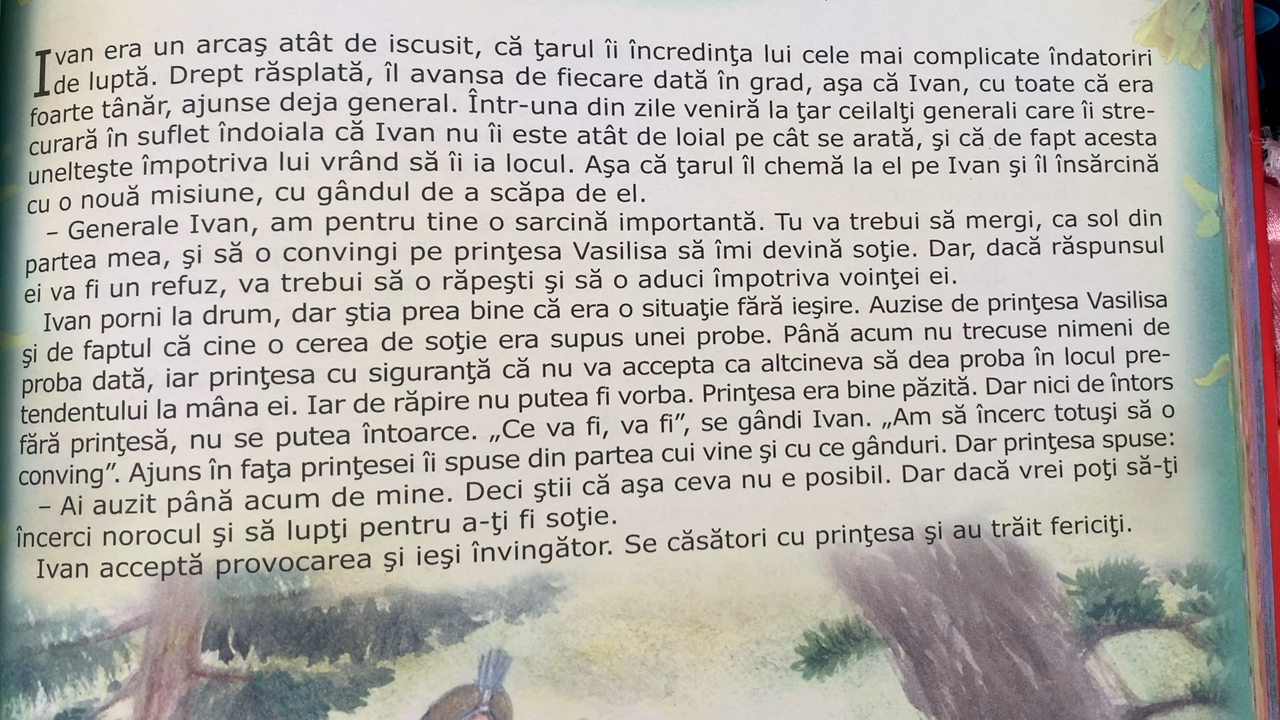 Ivan era un arcaş atât de iscusit, că ţarul îi încredinţa lui cele mai complicate îndatoriri
de luptă. Drept răsplată, îl avansa de fiecare dată în grad, aşa că Ivan, cu toate că era
foarte tânăr, ajunse deja general. Într-una din zile veniră la ţar ceilalţi generali care îi stre-
curară în suflet îndoiala că Ivan nu îi este atât de loial pe cât se arată, şi că de fapt acesta
unelteşte împotriva lui vrând să îi ia locul. Aşa că ţarul îl chemă la el pe Ivan şi îl însărcină
cu o nouă misiune, cu gândul de a scăpa de el.
– Generale Ivan, am pentru tine o sarcină importantă. Tu va trebui să mergi, ca sol din
partea mea, şi să o convingi pe prinţesa Vasilisa să îmi devină soţie. Dar, dacă răspunsul
ei va fi un refuz, va trebui să o răpeşti şi să o aduci împotriva voinţei ei.
Ivan porni la drum, dar ştia prea bine că era o situaţie fără ieşire. Auzise de prinţesa Vasilisa
şi de faptul că cine o cerea de soţie era supus unei probe. Până acum nu trecuse nimeni de
proba dată, iar prinţesa cu siguranţă că nu va accepta ca altcineva să dea proba în locul pre-
tendentului la mâna ei. Iar de răpire nu putea fi vorba. Prinţesa era bine păzită. Dar nici de întors
fără prinţesă, nu se putea întoarce. „Ce va fi, va fi”, se gândi Ivan. „Am să încerc totuşi să o
conving”. Ajuns în faţa prinţesei îi spuse din partea cui vine şi cu ce gânduri. Dar prinţesa spuse:
– Ai auzit până acum de mine. Deci ştii că aşa ceva nu e posibil. Dar dacă vrei poţi să-ţi
încerci norocul şi să lupţi pentru a-ţi fi soţie.
Ivan acceptă provocarea şi ieşi învingător. Se căsători cu prinţesa şi au trăit fericiţi.